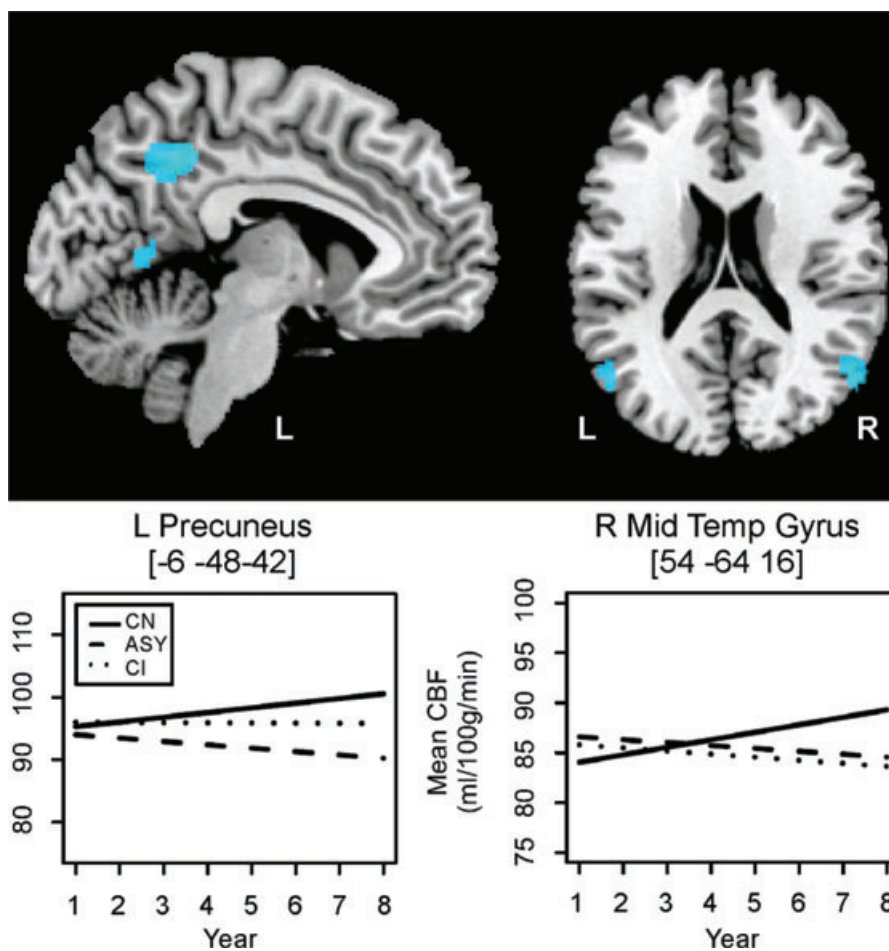 L
L
R
L Precuneus
[-6 -48-42]
110
100
90
80
CN
ASY
CI
1 2 3 4 5 6 7 8
Year
R Mid Temp Gyrus
[54 -64 16]
Mean CBF
(ml/100g/min)
100
95
90
85
80
75
1 2 3 4 5 6 7 8
Year